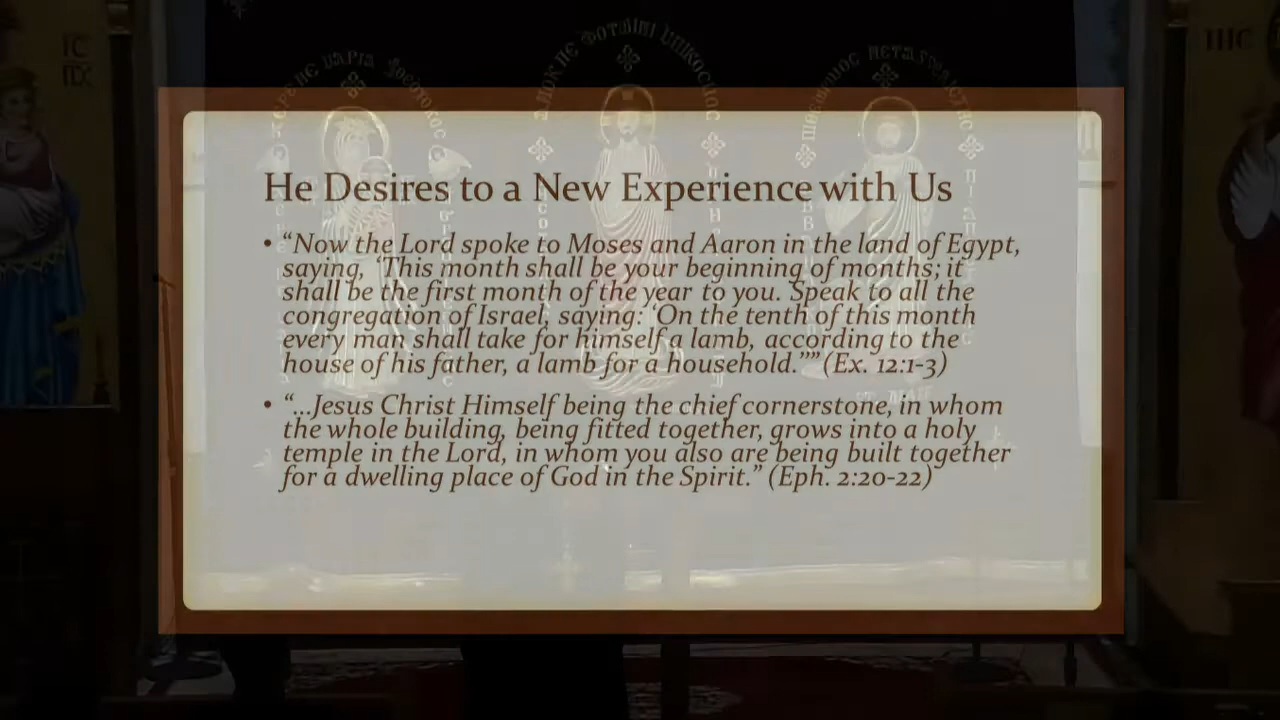 IC
ΠΧ
IHC
He Desires to a New Experience with Us
• “Now the Lord spoke to Moses and Aaron in the land of Egypt,
saying, ‘This month shall be your beginning of months; it
shall be the first month of the year to you. Speak to all the
congregation of Israel, saying: ‘On the tenth of this month
every man shall take for himself a lamb, according to the
house of his father, a lamb for a household.’”” (Ex. 12:1-3)
• “...Jesus Christ Himself being the chief cornerstone, in whom
the whole building, being fitted together, grows into a holy
temple in the Lord, in whom you also are being built together
for a dwelling place of God in the Spirit.” (Eph. 2:20-22)